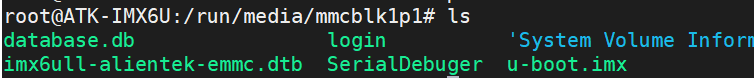 root@ATK-IMX6U:/run/media/mmcblk1p1# ls
database.db login 'System Volume Inform
imx6ull-alientek-emmc.dtb SerialDebuger u-boot.imx